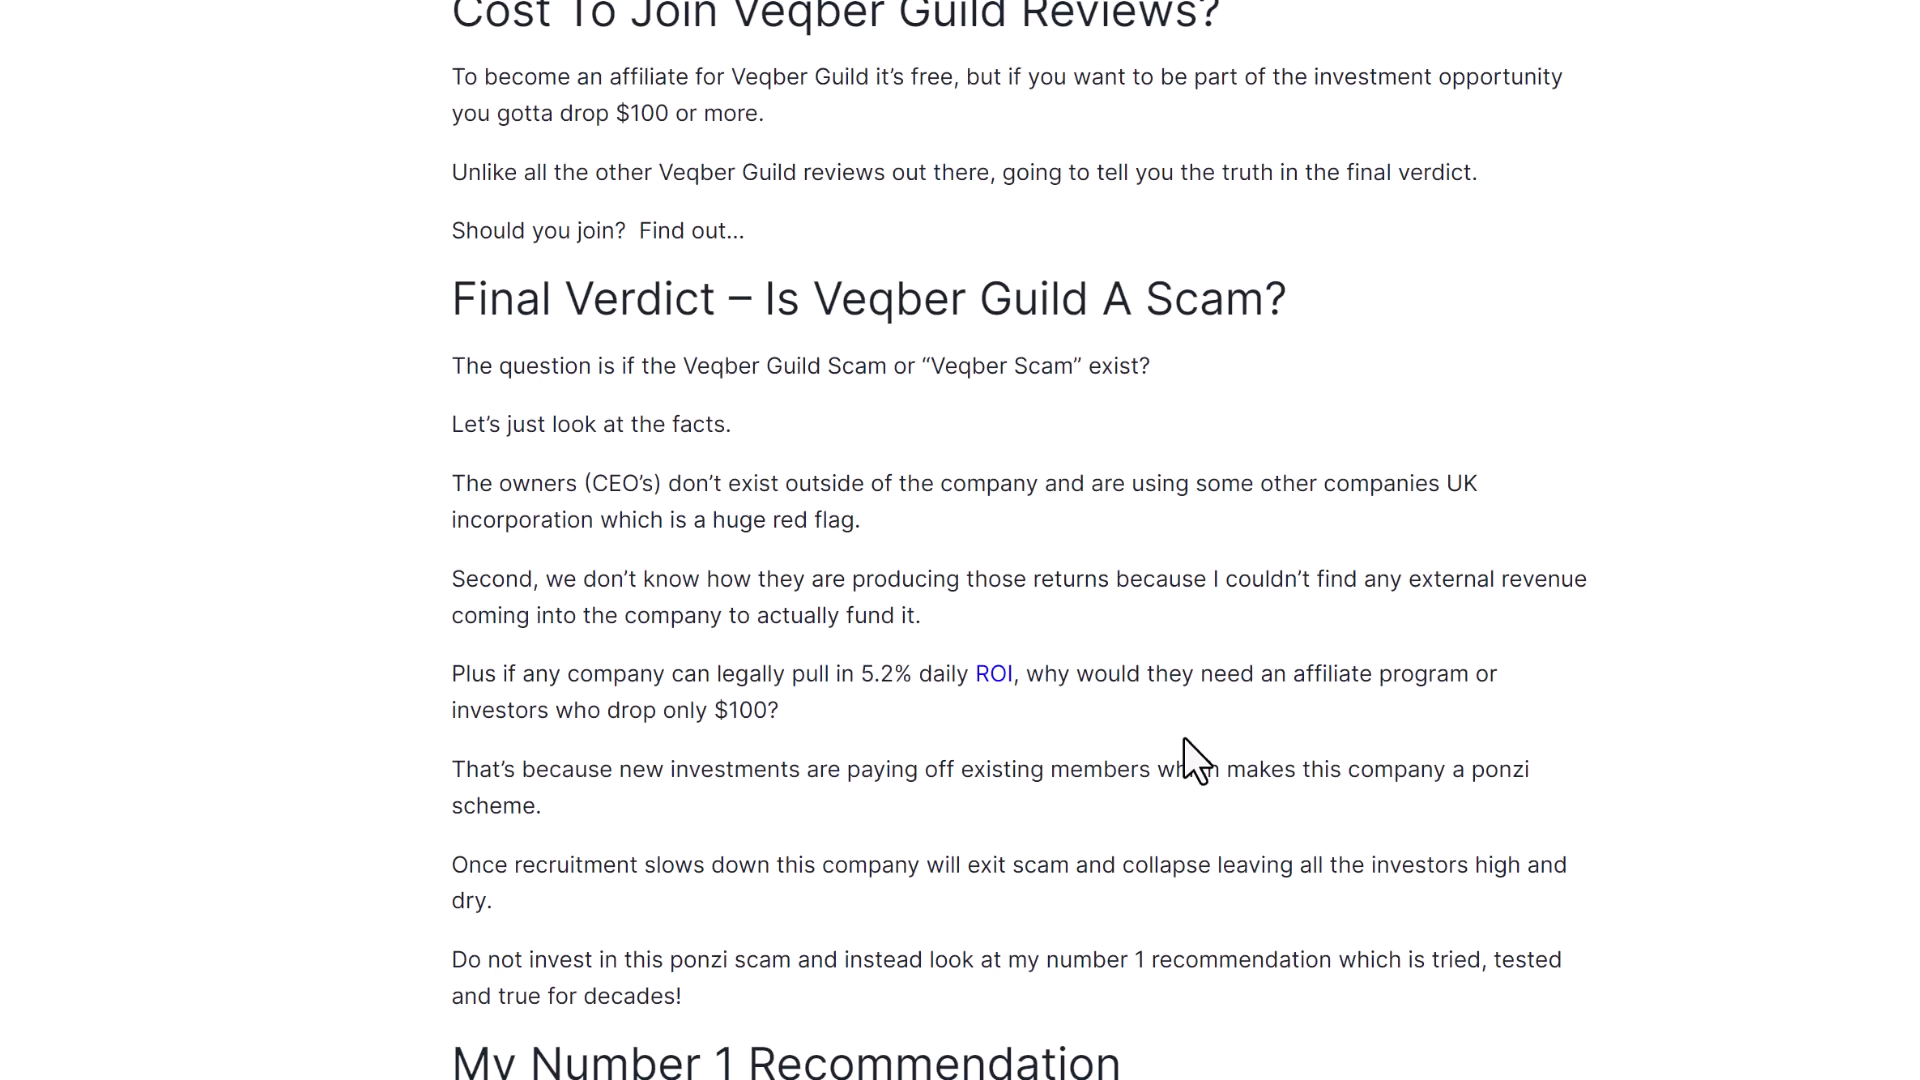 Cost To Join Veqber Guild Reviews?
To become an affiliate for Veqber Guild it’s free, but if you want to be part of the investment opportunity
you gotta drop $100 or more.
Unlike all the other Veqber Guild reviews out there, going to tell you the truth in the final verdict.
Should you join?  Find out…
Final Verdict – Is Veqber Guild A Scam?
The question is if the Veqber Guild Scam or “Veqber Scam” exist?
Let’s just look at the facts.
The owners (CEO’s) don’t exist outside of the company and are using some other companies UK
incorporation which is a huge red flag.
Second, we don’t know how they are producing those returns because I couldn’t find any external revenue
coming into the company to actually fund it.
Plus if any company can legally pull in 5.2% daily ROI, why would they need an affiliate program or
investors who drop only $100?
That’s because new investments are paying off existing members which makes this company a ponzi
scheme.
Once recruitment slows down this company will exit scam and collapse leaving all the investors high and
dry.
Do not invest in this ponzi scam and instead look at my number 1 recommendation which is tried, tested
and true for decades!
My Number 1 Recommendation